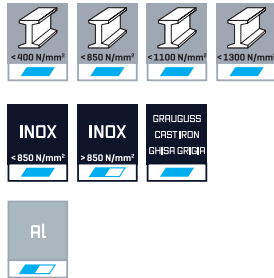 <400 N/mm² <850 N/mm² <1100 N/mm² <1300 N/mm²
INOX INOX GRAUGUSS
CAST IRON
GHISA GRIGIA
<850 N/mm² >850 N/mm²
Al